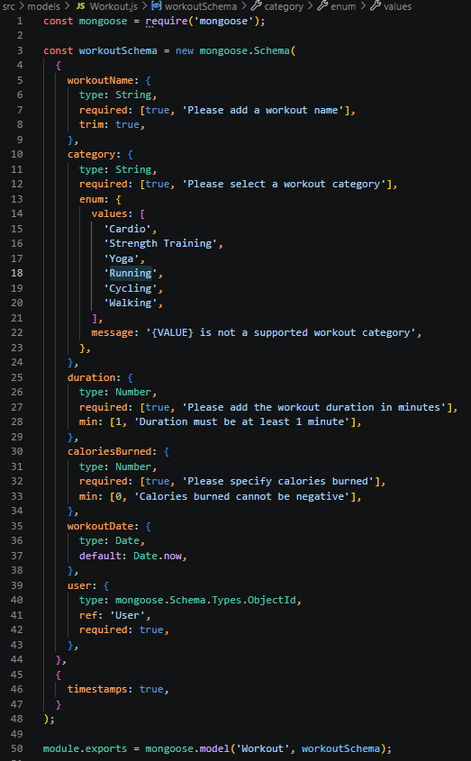 src > models > JS Workout.js > workoutSchema > category > enum > values
1 const mongoose = require('mongoose');
2
3 const workoutSchema = new mongoose.Schema(
4   {
5     workoutName: {
6       type: String,
7       required: [true, 'Please add a workout name'],
8       trim: true,
9     },
10     category: {
11       type: String,
12       required: [true, 'Please select a workout category'],
13       enum: {
14         values: [
15           'Cardio',
16           'Strength Training',
17           'Yoga',
18           'Running',
19           'Cycling',
20           'Walking',
21         ],
22         message: '{VALUE} is not a supported workout category',
23       },
24     },
25     duration: {
26       type: Number,
27       required: [true, 'Please add the workout duration in minutes'],
28       min: [1, 'Duration must be at least 1 minute'],
29     },
30     caloriesBurned: {
31       type: Number,
32       required: [true, 'Please specify calories burned'],
33       min: [0, 'Calories burned cannot be negative'],
34     },
35     workoutDate: {
36       type: Date,
37       default: Date.now,
38     },
39     user: {
40       type: mongoose.Schema.Types.ObjectId,
41       ref: 'User',
42       required: true,
43     },
44   },
45   {
46     timestamps: true,
47   }
48 );
49
50 module.exports = mongoose.model('Workout', workoutSchema);